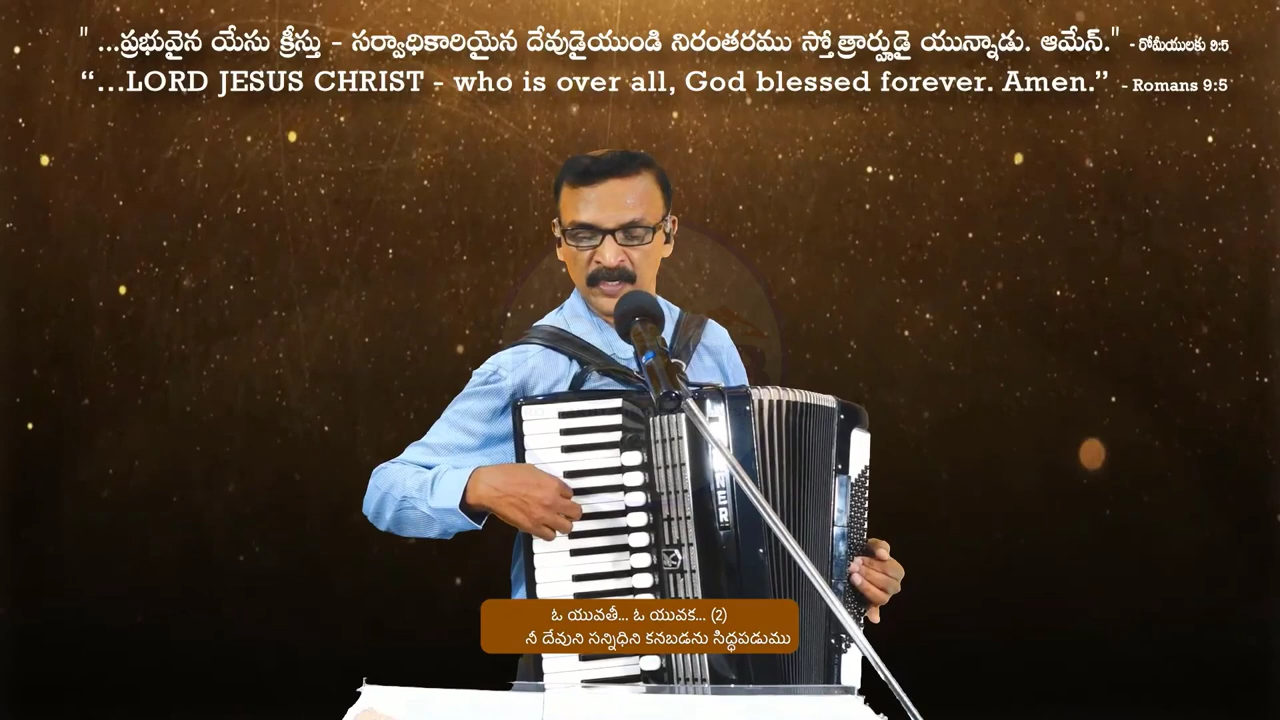 " ...ప్రభువైన యేసు క్రీస్తు - సర్వాధికారియైన దేవుడైయుండి నిరంతరము స్తోత్రార్హుడై యున్నాడు. ఆమేన్." - రోమీయులకు 9:5
“...LORD JESUS CHRIST - who is over all, God blessed forever. Amen.” - Romans 9:5
ఓ యువతీ... ఓ యువక... (2)
నీ దేవుని సన్నిధిని కనబడను సిద్ధపడుము